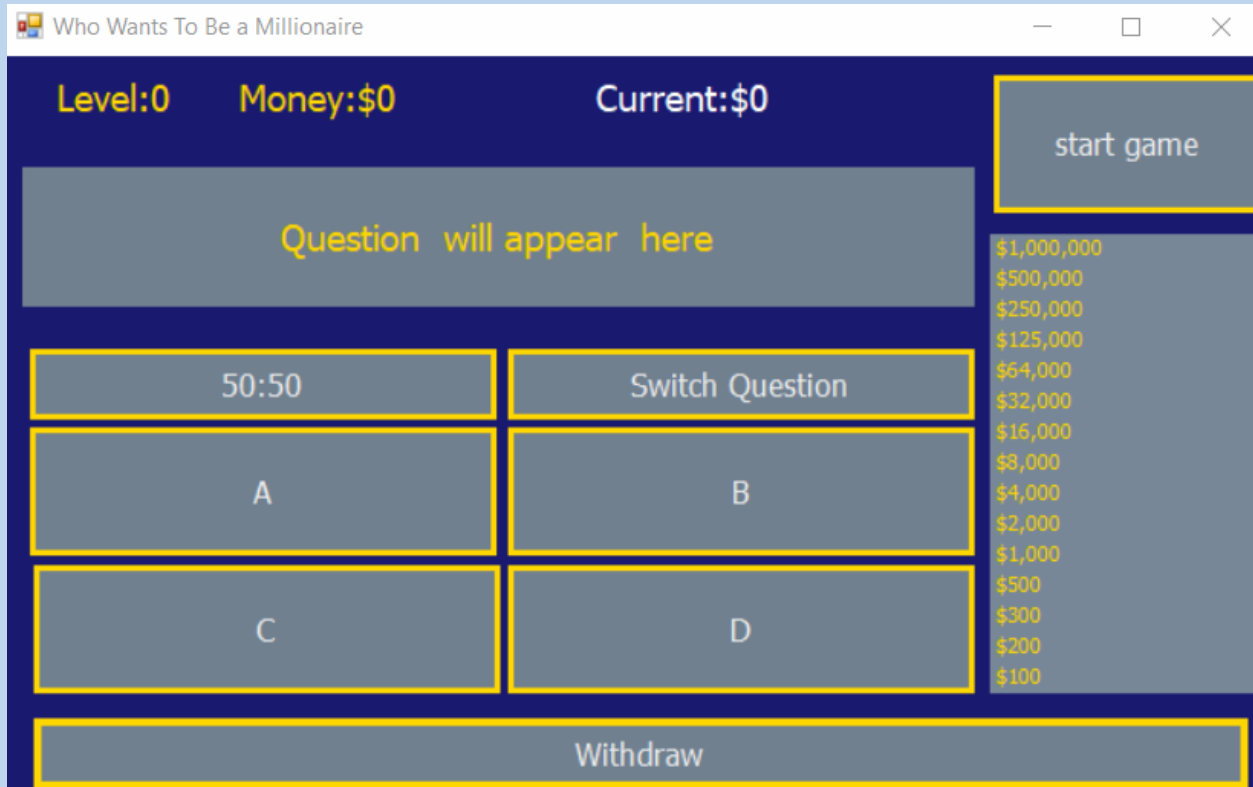 Who Wants To Be a Millionaire
Level:0 Money:$0 Current:$0
start game
Question will appear here
$1,000,000
$500,000
$250,000
$125,000
$64,000
$32,000
$16,000
$8,000
$4,000
$2,000
$1,000
$500
$300
$200
$100
50:50 Switch Question
A B
C D
Withdraw